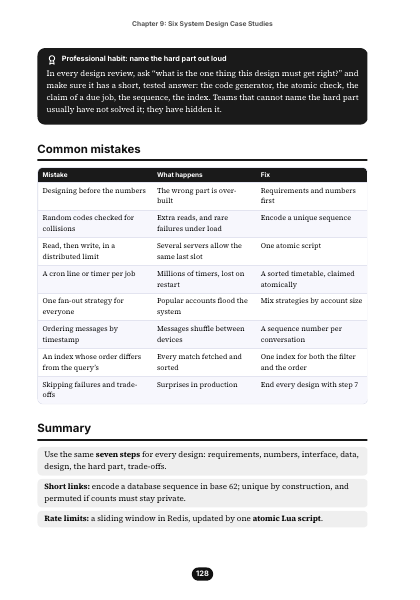 Chapter 9: Six System Design Case Studies
Professional habit: name the hard part out loud
In every design review, ask “what is the one thing this design must get right?” and
make sure it has a short, tested answer: the code generator, the atomic check, the
claim of a due job, the sequence, the index. Teams that cannot name the hard part
usually have not solved it; they have hidden it.
Common mistakes
Mistake What happens Fix
Designing before the numbers The wrong part is over- Requirements and numbers
built first
Random codes checked for Extra reads, and rare Encode a unique sequence
collisions failures under load
Read, then write, in a Several servers allow the One atomic script
distributed limit same last slot
A cron line or timer per job Millions of timers, lost on A sorted timetable, claimed
restart atomically
One fan-out strategy for Popular accounts flood the Mix strategies by account size
everyone system
Ordering messages by Messages shuffle between A sequence number per
timestamp devices conversation
An index whose order differs Every match fetched and One index for both the filter
from the query’s sorted and the order
Skipping failures and trade- Surprises in production End every design with step 7
offs
Summary
Use the same seven steps for every design: requirements, numbers, interface, data,
design, the hard part, trade-offs.
Short links: encode a database sequence in base 62; unique by construction, and
permuted if counts must stay private.
Rate limits: a sliding window in Redis, updated by one atomic Lua script.
128